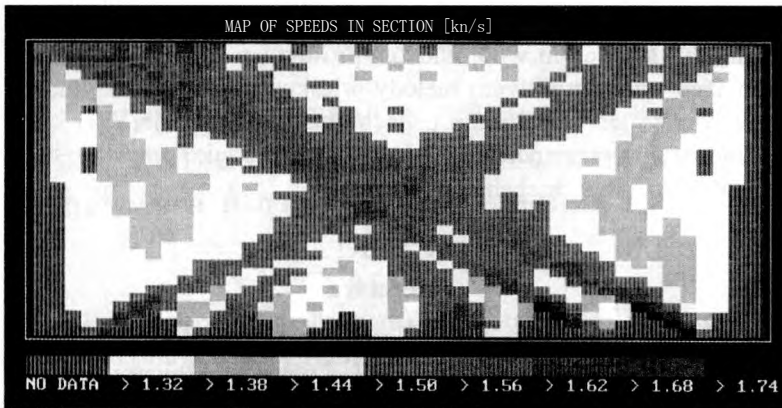 MAP OF SPEEDS IN SECTION [kn/s]
NO DATA > 1.32 > 1.38 > 1.44 > 1.50 > 1.56 > 1.62 > 1.68 > 1.74